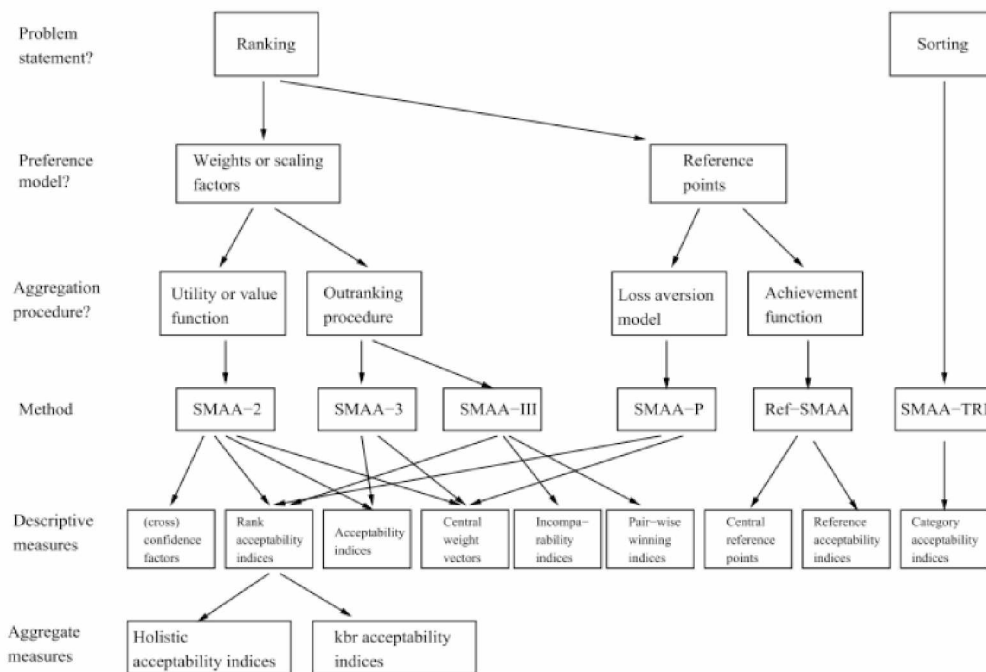 Problem
statement?
Ranking
Sorting
Preference
model?
Weights or scaling
factors
Reference
points
Aggregation
procedure?
Utility or value
function
Outranking
procedure
Loss aversion
model
Achievement
function
Method
SMAA−2
SMAA−3
SMAA−III
SMAA−P
Ref−SMAA
SMAA−TRI
Descriptive
measures
(cross)
confidence
factors
Rank
acceptability
indices
Acceptability
indices
Central
weight
vectors
Incompa−
rability
indices
Pair−wise
winning
indices
Central
reference
points
Reference
acceptability
indices
Category
acceptability
indices
Aggregate
measures
Holistic
acceptability indices
kbr acceptability
indices